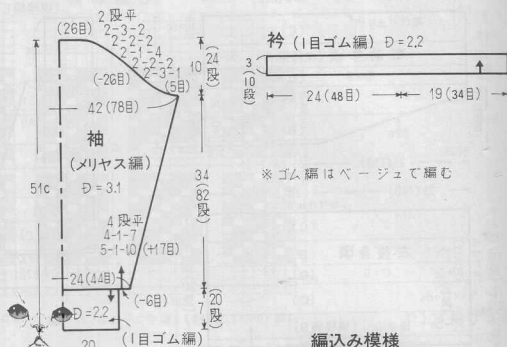 2段平
(26目)
2-3-2
2-2-2
2-1-4
2-2-2
2-3-1
(-26目)
(5目)
10(24段)
42(78目)
袖
(メリヤス編)
Ð=3.1
51c
34(82段)
4段平
4-1-7
5-1-10
(+17目)
24(44目)
(-6目)
Ð=2.2
7(20段)
20
(1目ゴム編)
衿(1目ゴム編) Ð=2.2
3(10段)
24(48目)
19(34目)
※ゴム編はベージュで編む
編込み模様